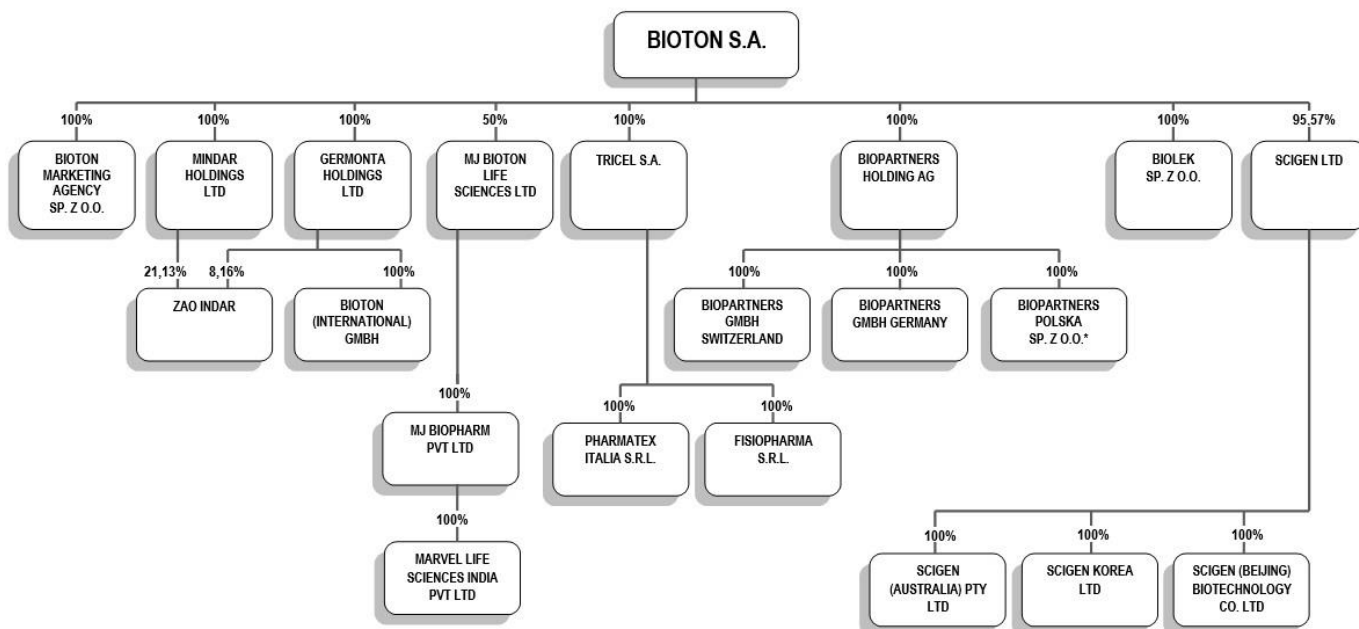 BIOTON S.A.
100%
100%
100%
50%
100%
100%
100%
95,57%
BIOTON
MARKETING
AGENCY
SP. Z O.O.
MINDAR
HOLDINGS
LTD
GERMONTA
HOLDINGS
LTD
MJ BIOTON
LIFE
SCIENCES LTD
TRICEL S.A.
BIOPARTNERS
HOLDING AG
BIOLEK
SP. Z O.O.
SCIGEN LTD
21,13%
8,16%
100%
100%
100%
100%
ZAO INDAR
BIOTON
(INTERNATIONAL)
GMBH
BIOPARTNERS
GMBH
SWITZERLAND
BIOPARTNERS
GMBH GERMANY
BIOPARTNERS
POLSKA
SP. Z O.O.*
100%
100%
100%
MJ BIOPHARM
PVT LTD
PHARMATEX
ITALIA S.R.L.
FISIOPHARMA
S.R.L.
100%
100%
100%
100%
MARVEL LIFE
SCIENCES INDIA
PVT LTD
SCIGEN
(AUSTRALIA) PTY
LTD
SCIGEN KOREA
LTD
SCIGEN (BEIJING)
BIOTECHNOLOGY
CO. LTD